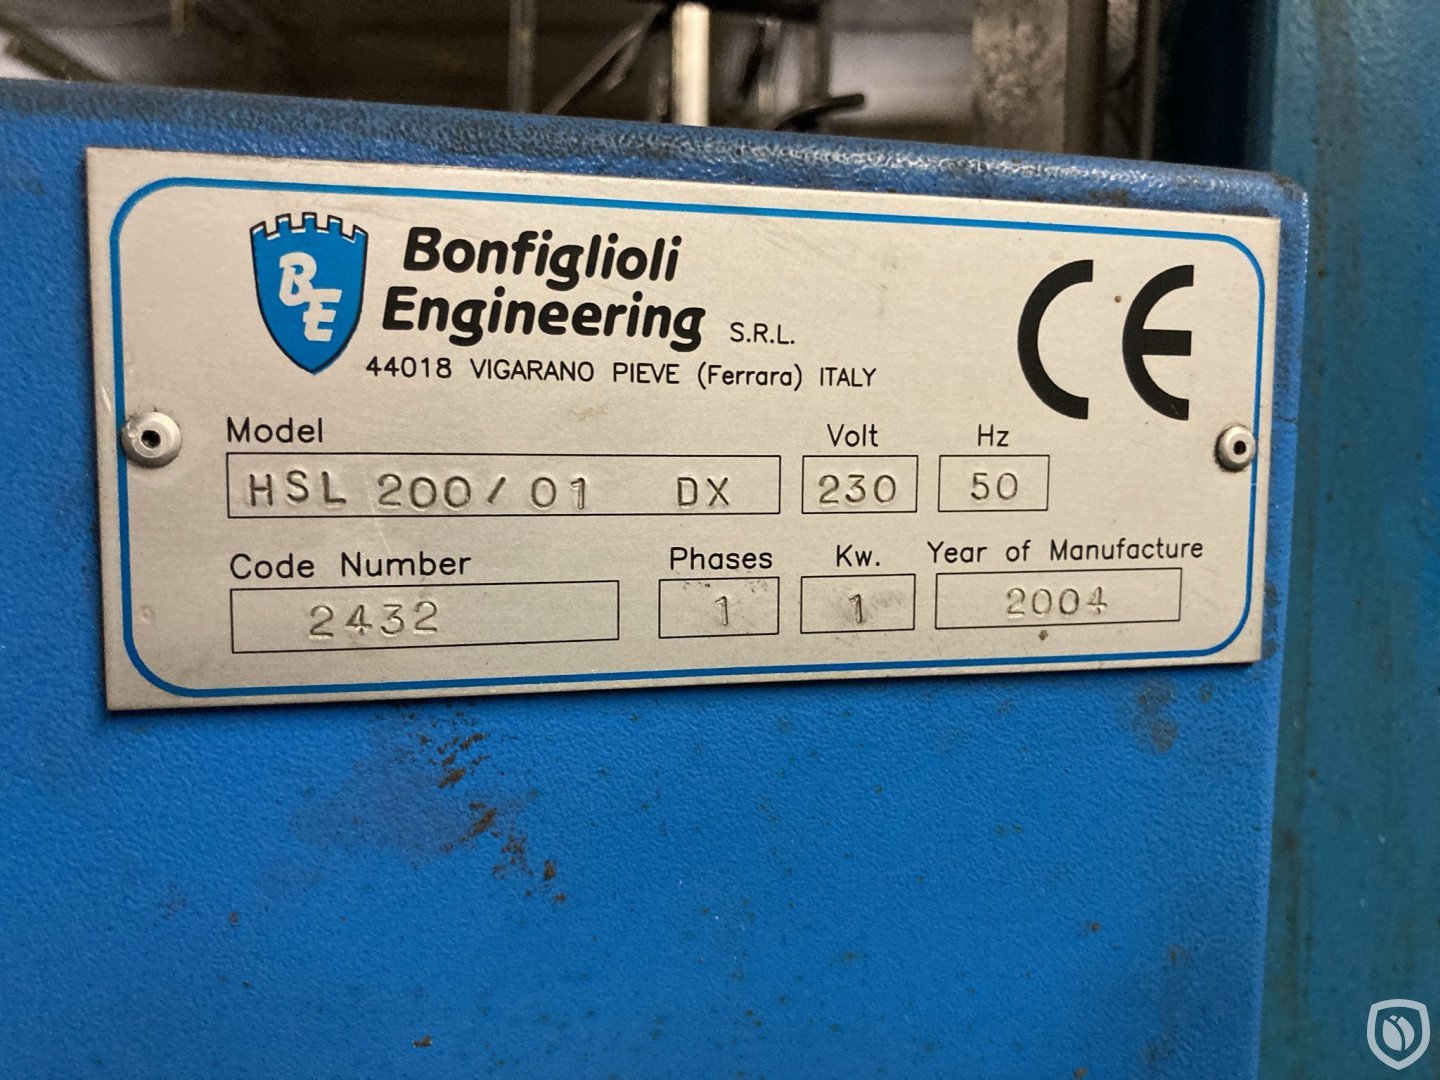 BE
Bonfiglioli
Engineering S.R.L.
44018 VIGARANO PIEVE (Ferrara) ITALY
CE
Model Volt Hz
HSL 200/01 DX 230 50
Code Number Phases Kw. Year of Manufacture
2432 1 1 2004